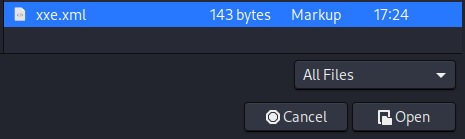 xxe.xml 143 bytes Markup 17:24
All Files
Cancel Open